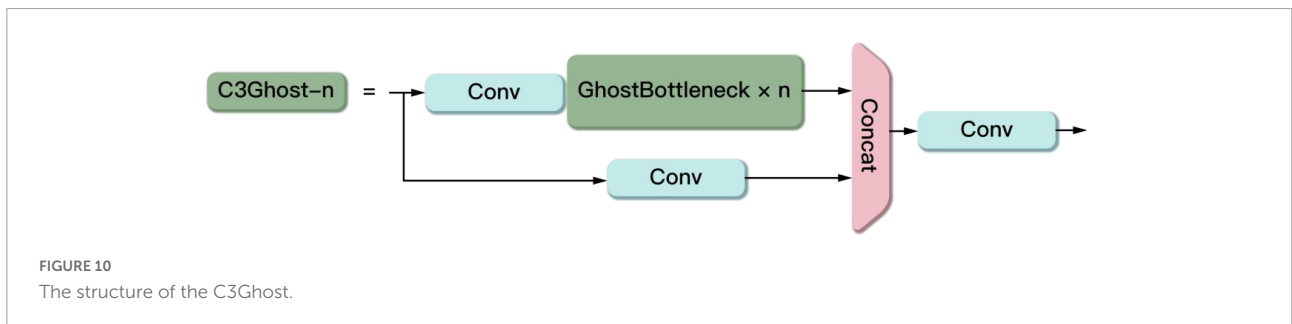 C3Ghost-n
=
Conv
GhostBottleneck × n
Conv
Concat
Conv
FIGURE 10
The structure of the C3Ghost.